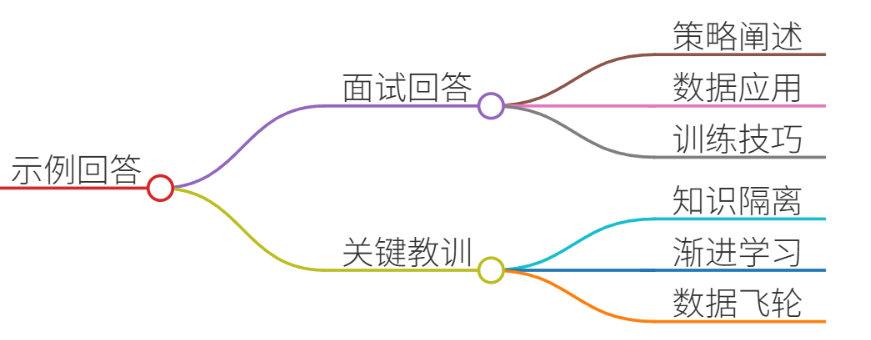 示例回答
面试回答
策略阐述
数据应用
训练技巧
关键教训
知识隔离
渐进学习
数据飞轮